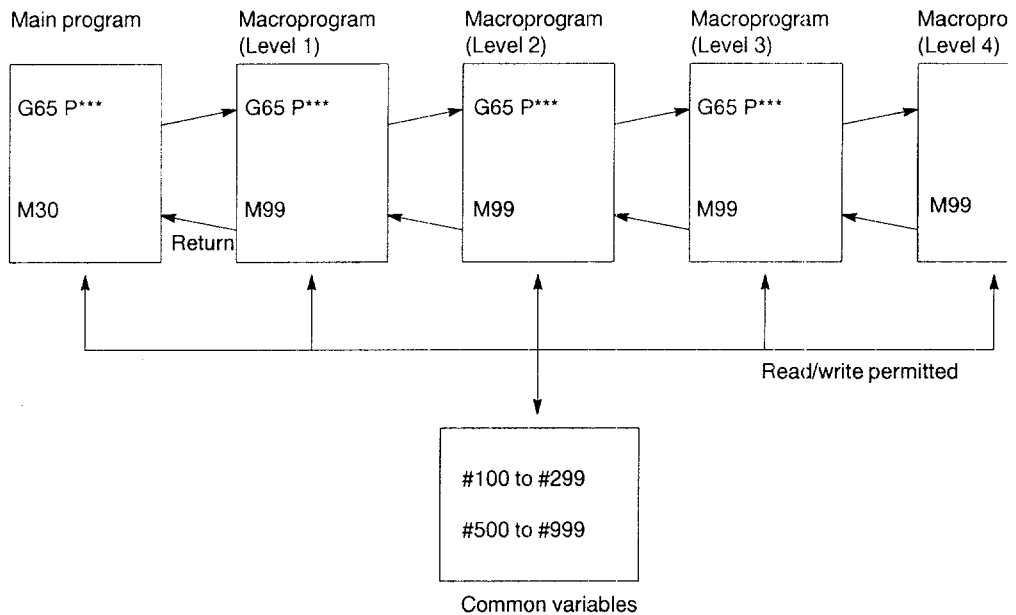 Main program
Macroprogram
(Level 1)
Macroprogram
(Level 2)
Macroprogram
(Level 3)
Macropro
(Level 4)
G65 P***
G65 P***
G65 P***
G65 P***
M30
M99
M99
M99
M99
Return
Read/write permitted
#100 to #299
#500 to #999
Common variables